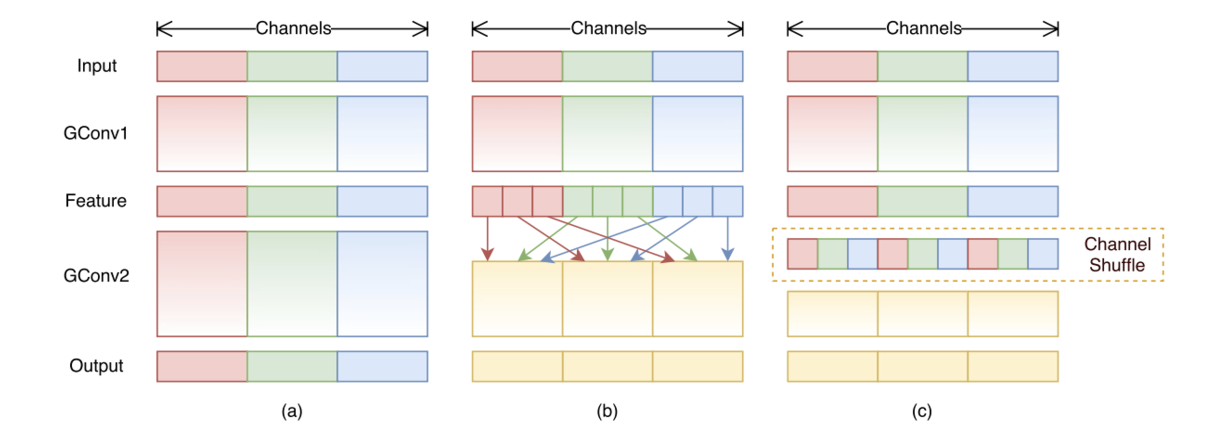 Channels Channels Channels
Input
GConv1
Feature
GConv2
Channel
Shuffle
Output
(a) (b) (c)